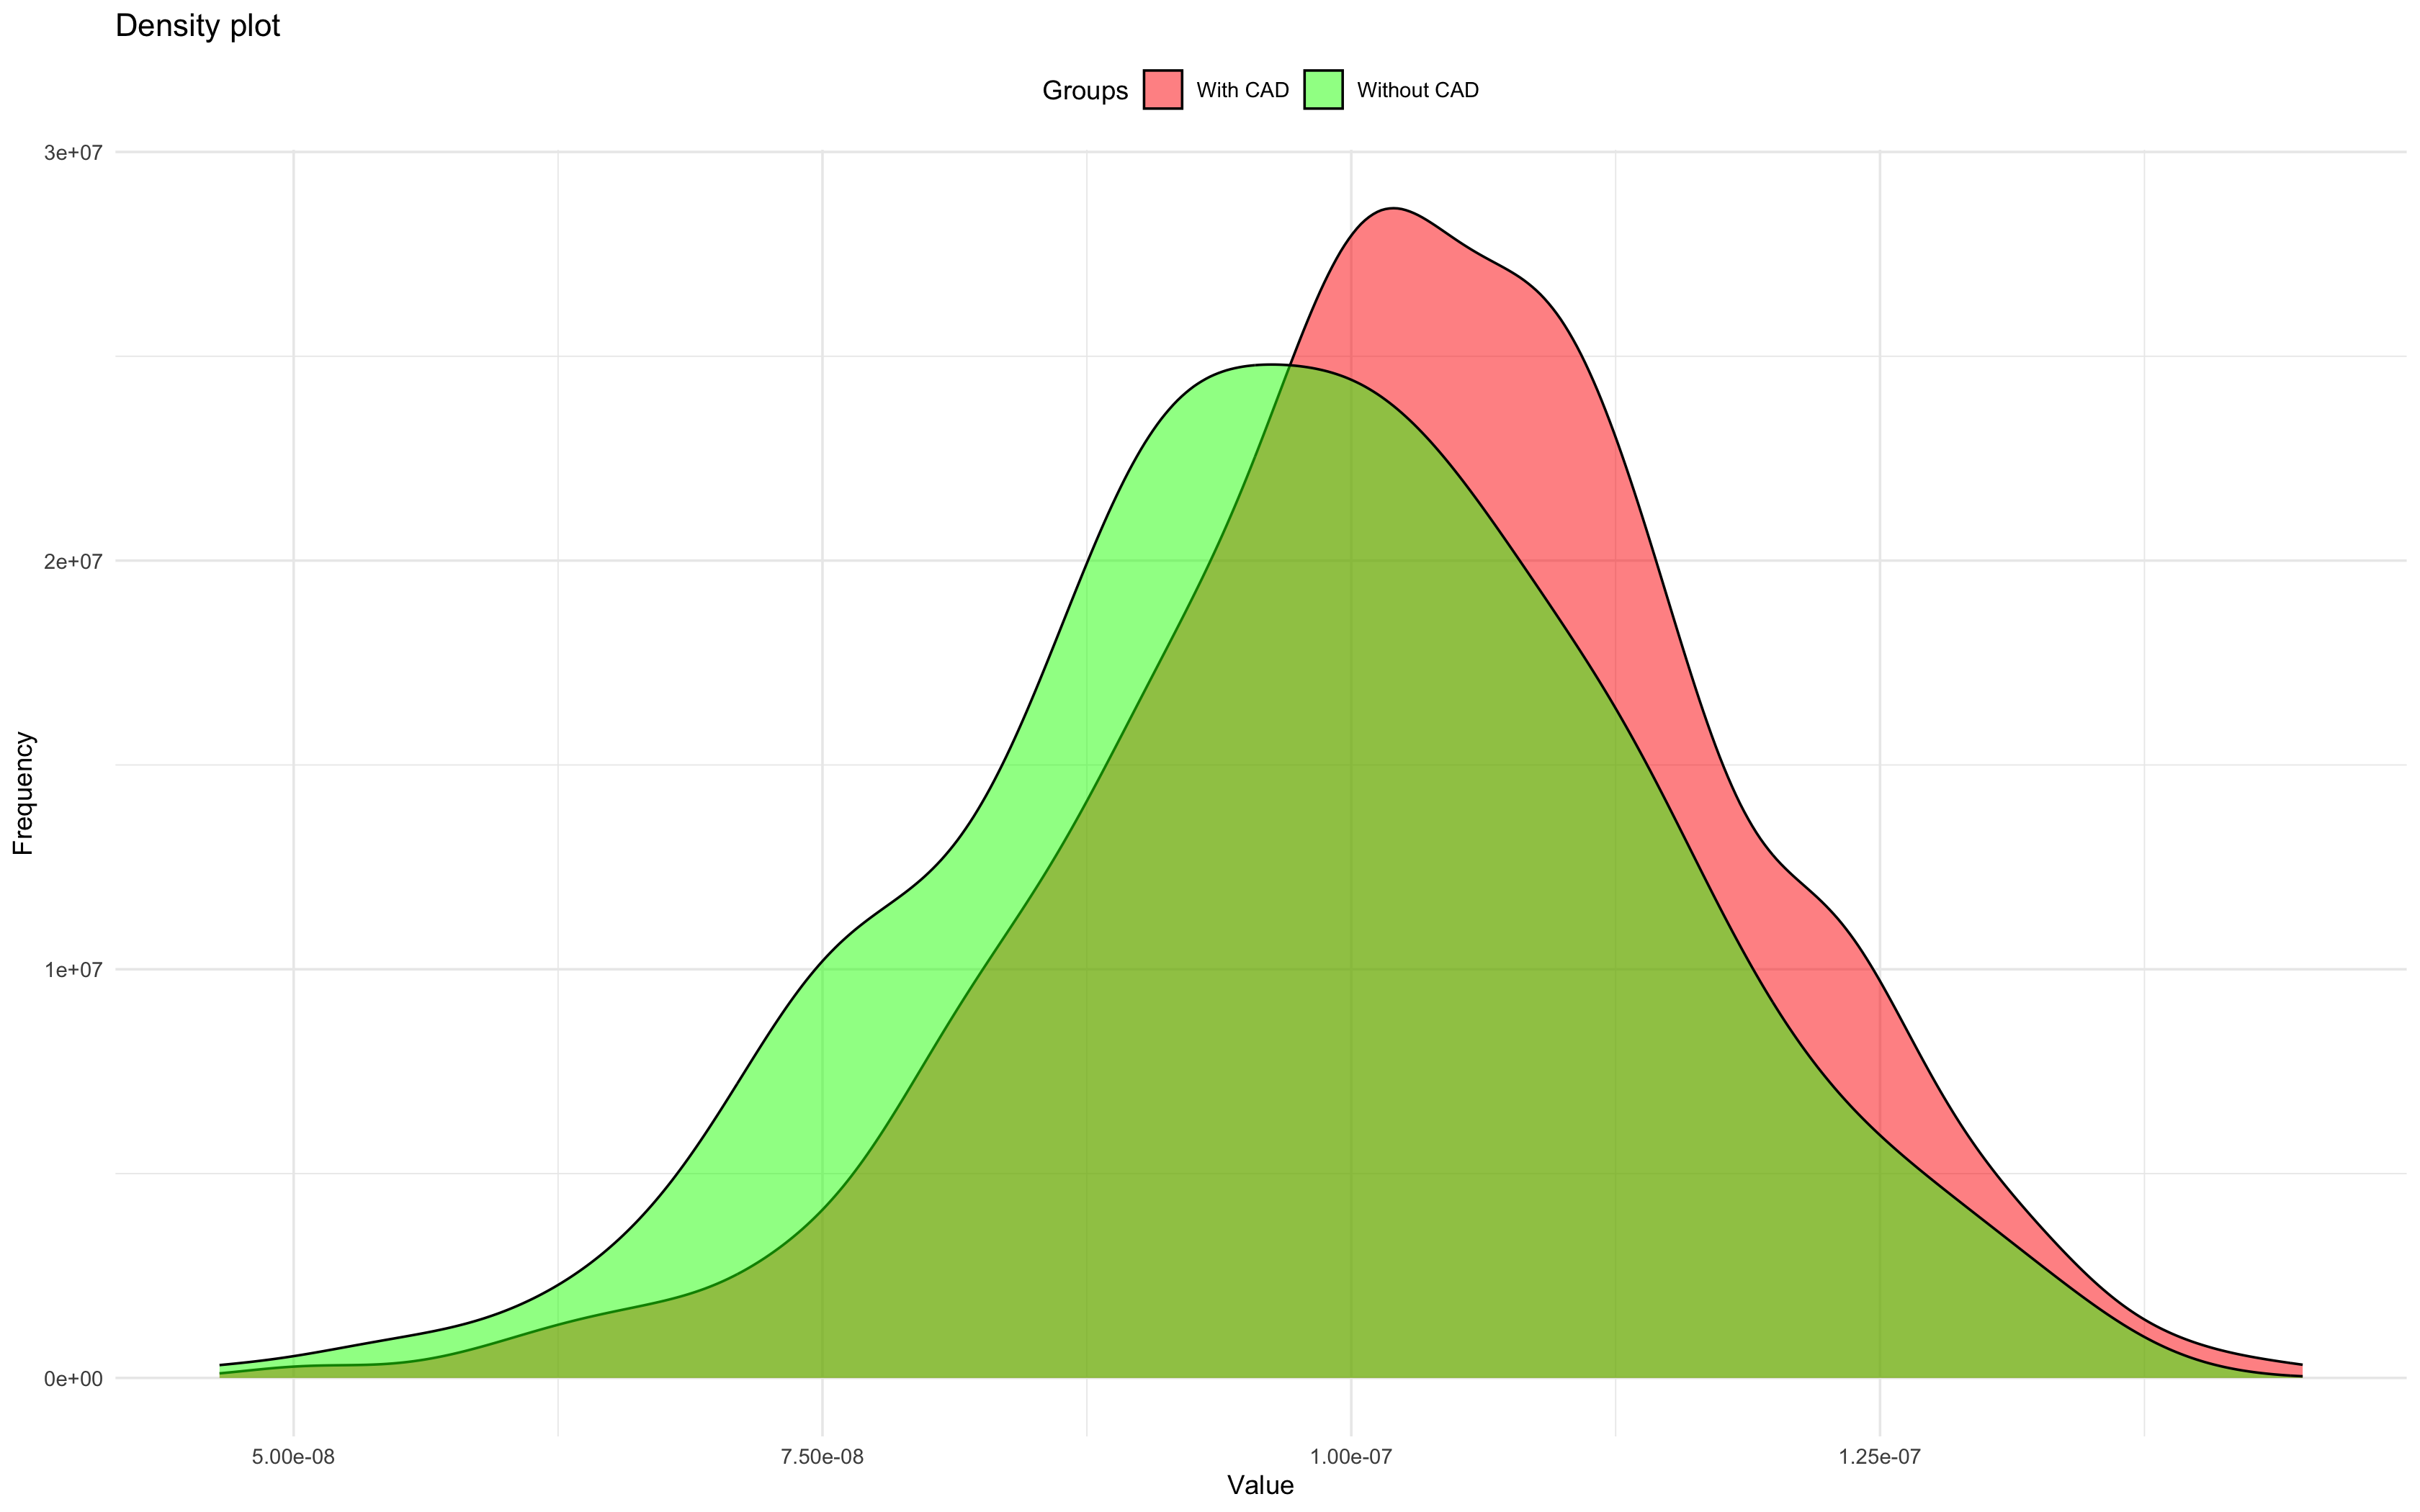 Density plot
Groups With CAD Without CAD
3e+07
2e+07
1e+07
0e+00
Frequency
5.00e-08 7.50e-08 1.00e-07 1.25e-07
Value